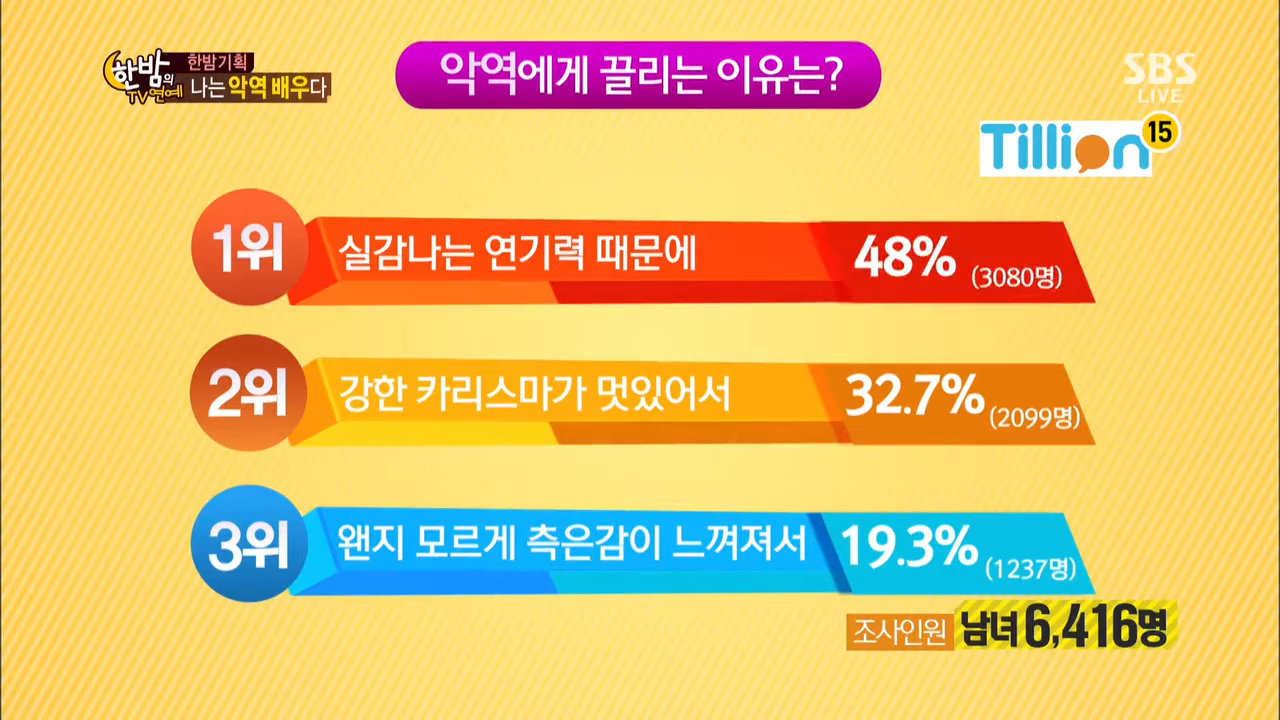 한밤의
TV연예
한밤기획
나는 악역 배우다
악역에게 끌리는 이유는?
SBS
LIVE
Tillion
15
1위
실감나는 연기력 때문에
48%
(3080명)
2위
강한 카리스마가 멋있어서
32.7%
(2099명)
3위
왠지 모르게 측은감이 느껴져서
19.3%
(1237명)
조사인원 남녀 6,416명